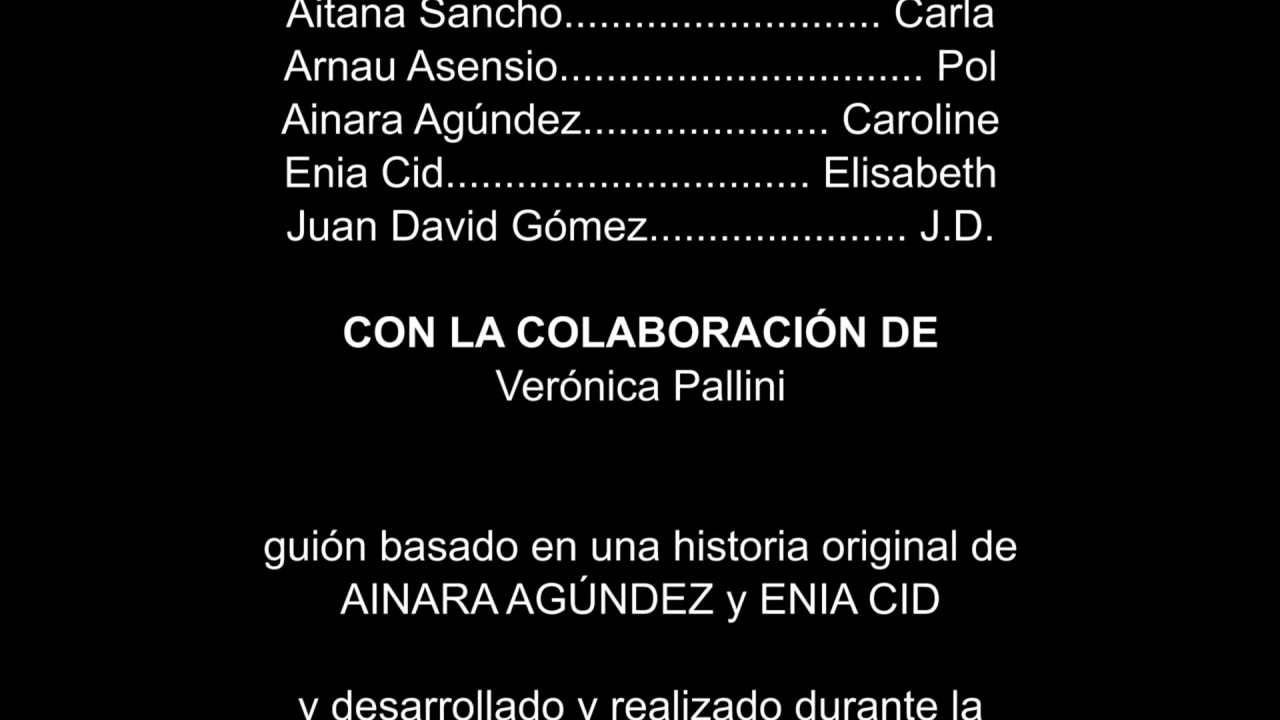 Aitana Sancho........................... Carla
Arnau Asensio............................... Pol
Ainara Agúndez..................... Caroline
Enia Cid............................... Elisabeth
Juan David Gómez...................... J.D.
CON LA COLABORACIÓN DE
Verónica Pallini
guión basado en una historia original de
AINARA AGÚNDEZ y ENIA CID
y desarrollado y realizado durante la